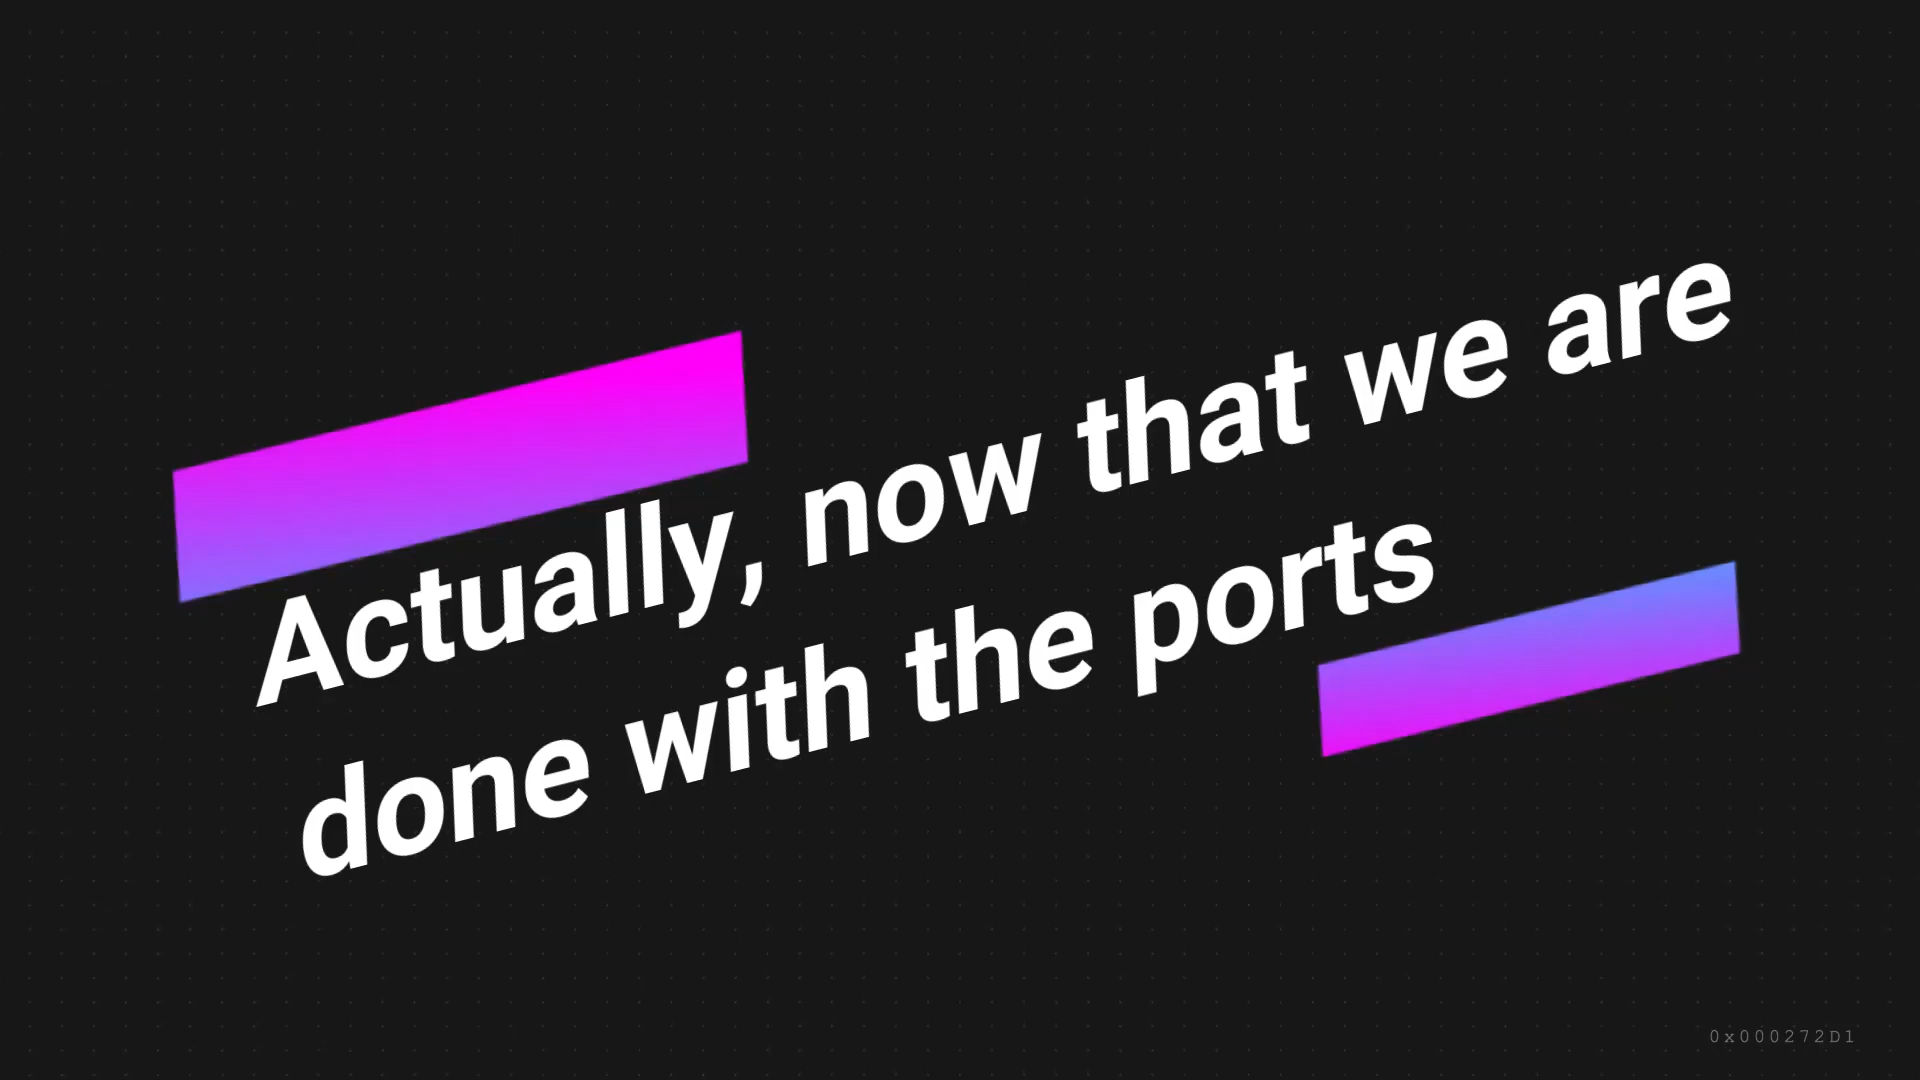 Actually, now that we are
done with the ports
0x000272D1